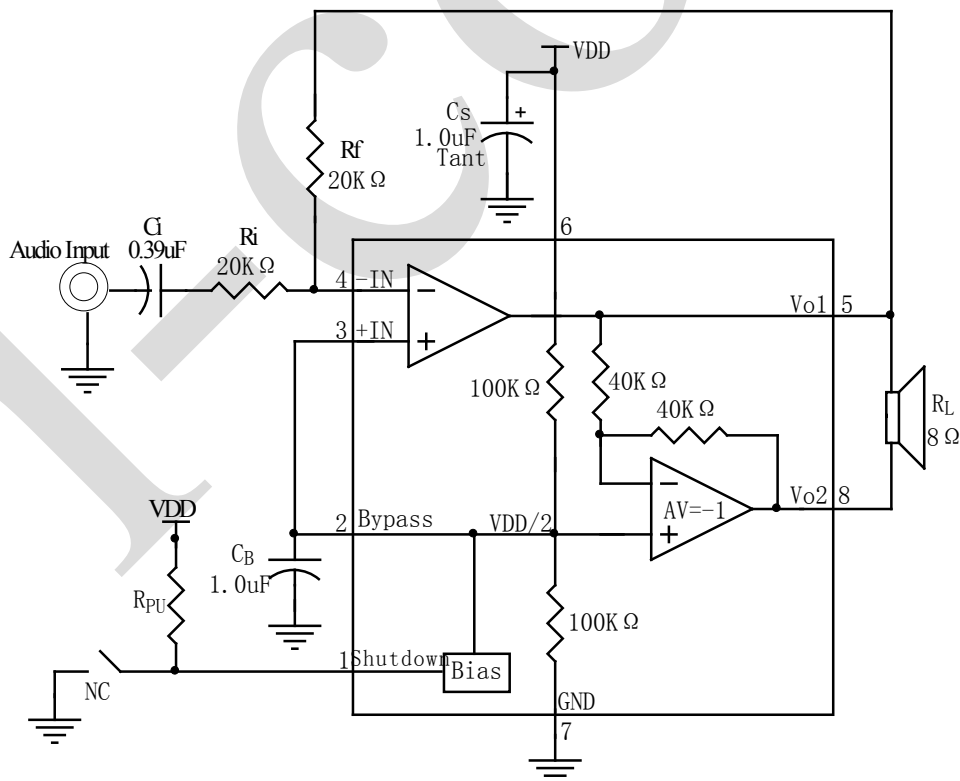 VDD
Cs
1.0uF
Tant
+
Rf
20KΩ
6
Audio Input
Ci
0.39uF
Ri
20KΩ
4 -IN
−
3 +IN
+
Vo1 5
100KΩ
40KΩ
40KΩ
RL
8Ω
−
AV=-1
+
Vo2 8
VDD
2 Bypass
VDD/2
CB
1.0uF
RPU
100KΩ
1 Shutdown
Bias
NC
GND
7